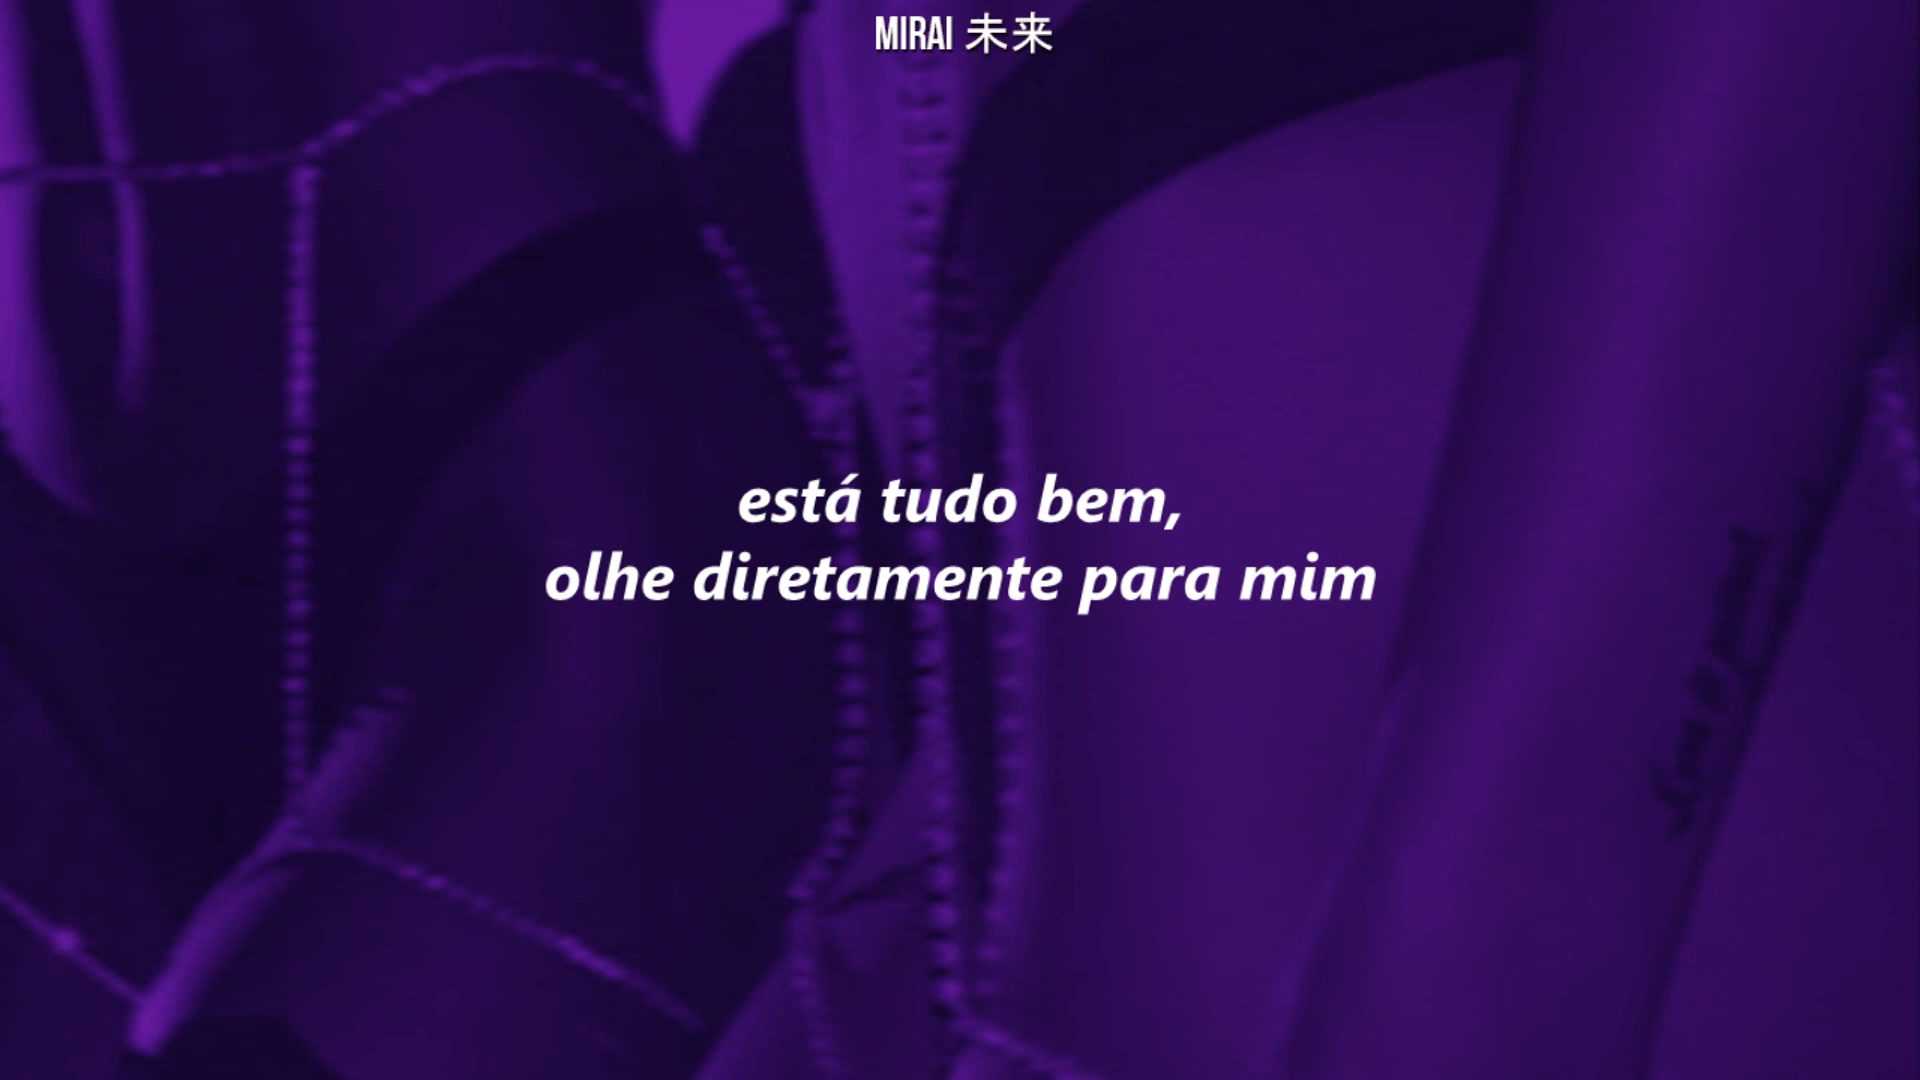 MIRAI 未来
está tudo bem,
olhe diretamente para mim